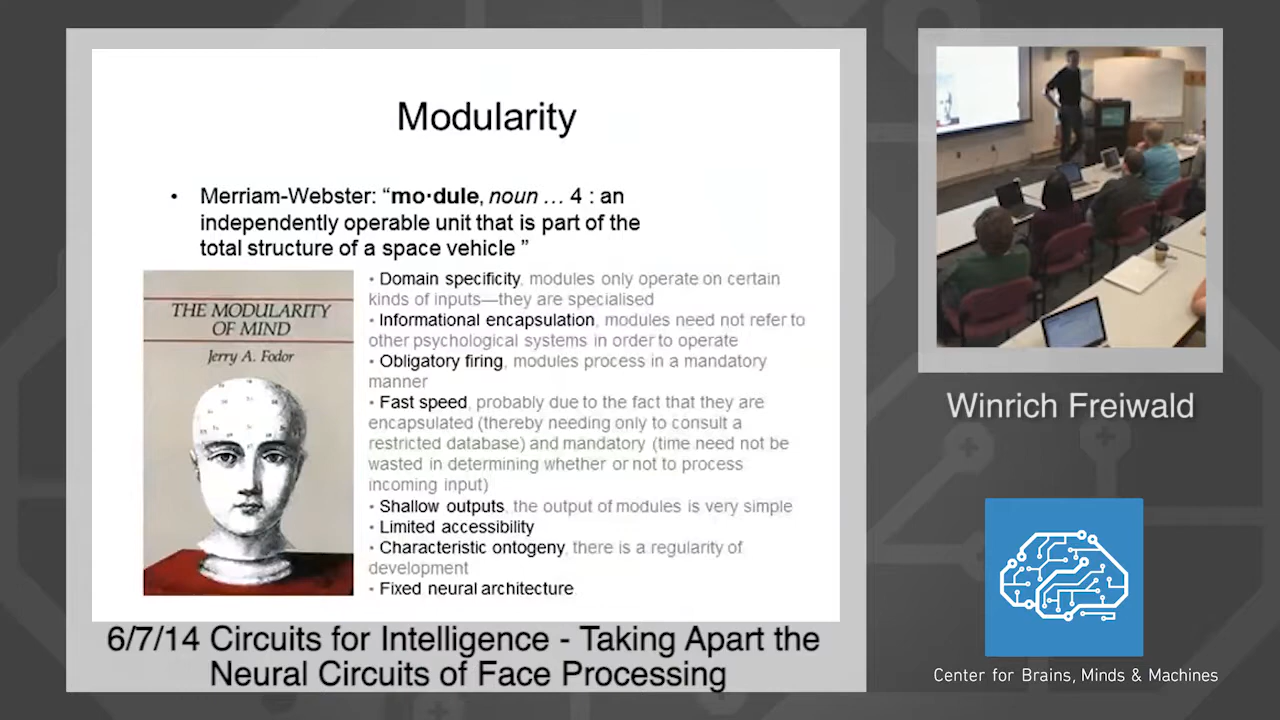 Modularity
• Merriam-Webster: “mo·dule, noun … 4 : an
independently operable unit that is part of the
total structure of a space vehicle ”
THE MODULARITY
OF MIND
Jerry A. Fodor
• Domain specificity, modules only operate on certain
kinds of inputs—they are specialised
• Informational encapsulation, modules need not refer to
other psychological systems in order to operate
• Obligatory firing, modules process in a mandatory
manner
• Fast speed, probably due to the fact that they are
encapsulated (thereby needing only to consult a
restricted database) and mandatory (time need not be
wasted in determining whether or not to process
incoming input)
• Shallow outputs, the output of modules is very simple
• Limited accessibility
• Characteristic ontogeny, there is a regularity of
development
• Fixed neural architecture
6/7/14 Circuits for Intelligence - Taking Apart the
Neural Circuits of Face Processing
Winrich Freiwald
Center for Brains, Minds & Machines